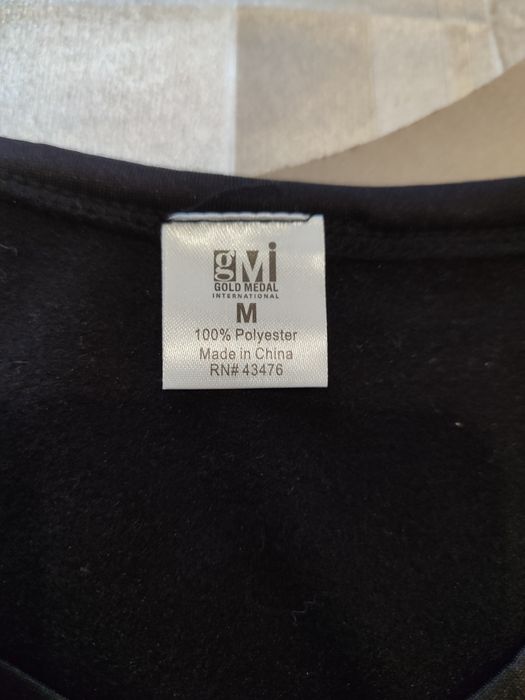 gMi
GOLD MEDAL
INTERNATIONAL
M
100% Polyester
Made in China
RN# 43476